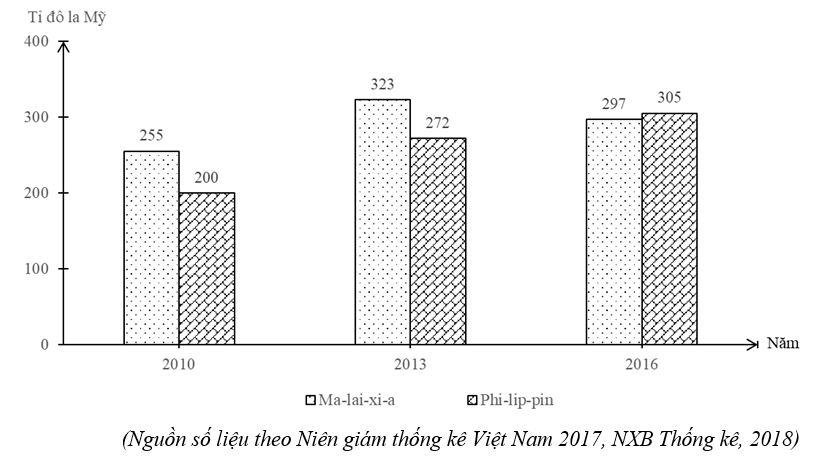 Tỉ đô la Mỹ
400
300
200
100
0
255
200
323
272
297
305
2010
2013
2016
Năm
Ma-lai-xi-a
Phi-lip-pin
(Nguồn số liệu theo Niên giám thống kê Việt Nam 2017, NXB Thống kê, 2018)